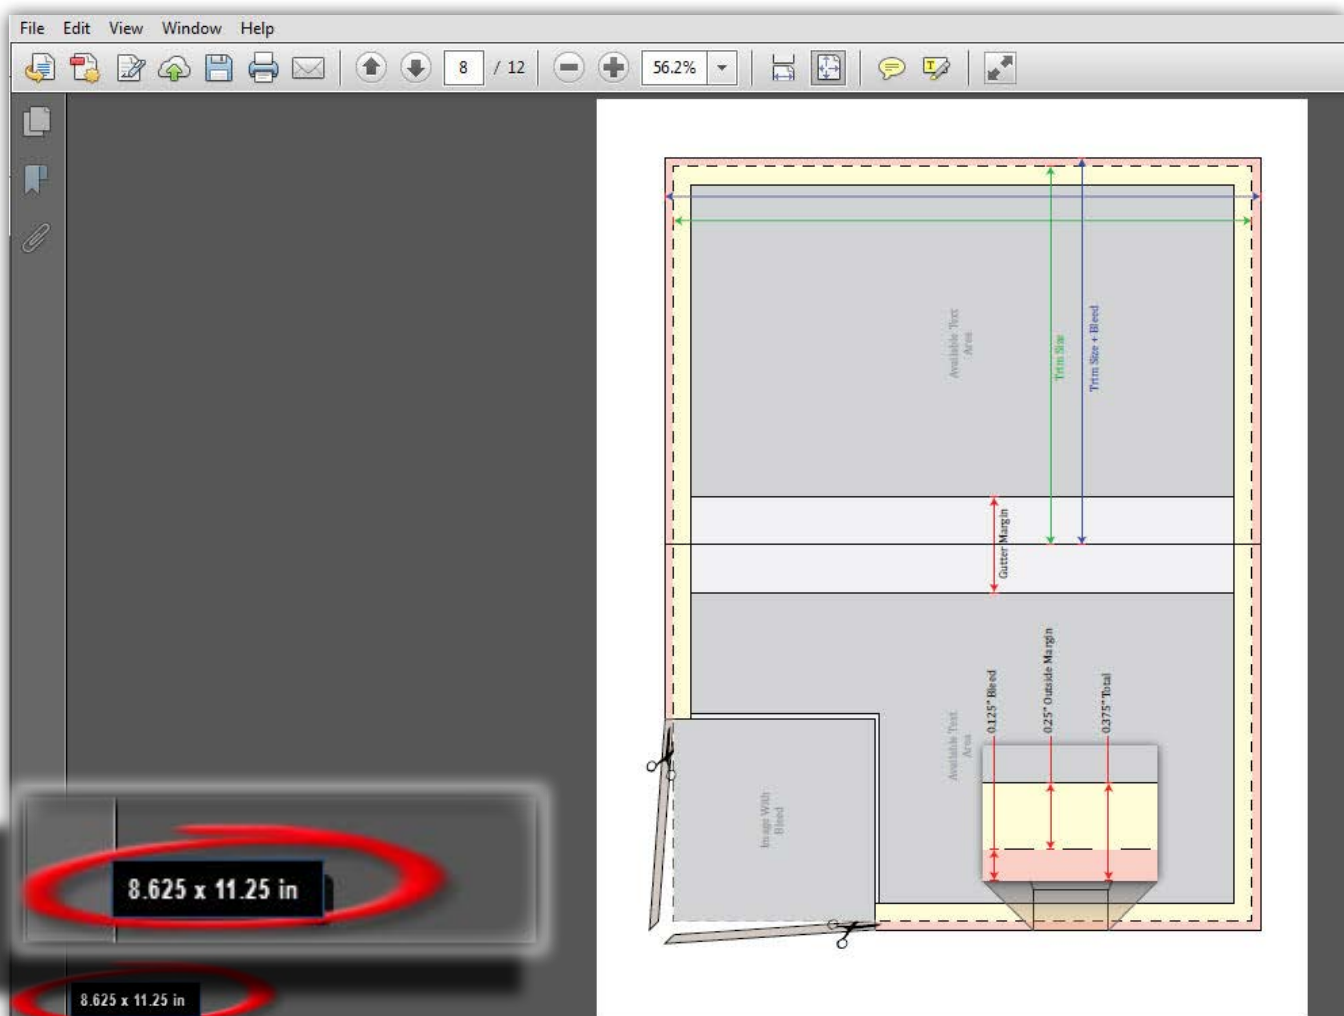 File Edit View Window Help
8 / 12 56.2%
Available Text
Area
Trim Size
Trim Size + Bleed
Gutter Margin
0.125" Bleed
0.25" Outside Margin
0.375" Total
Available Text
Area
Image With
Bleed
8.625 x 11.25 in
8.625 x 11.25 in